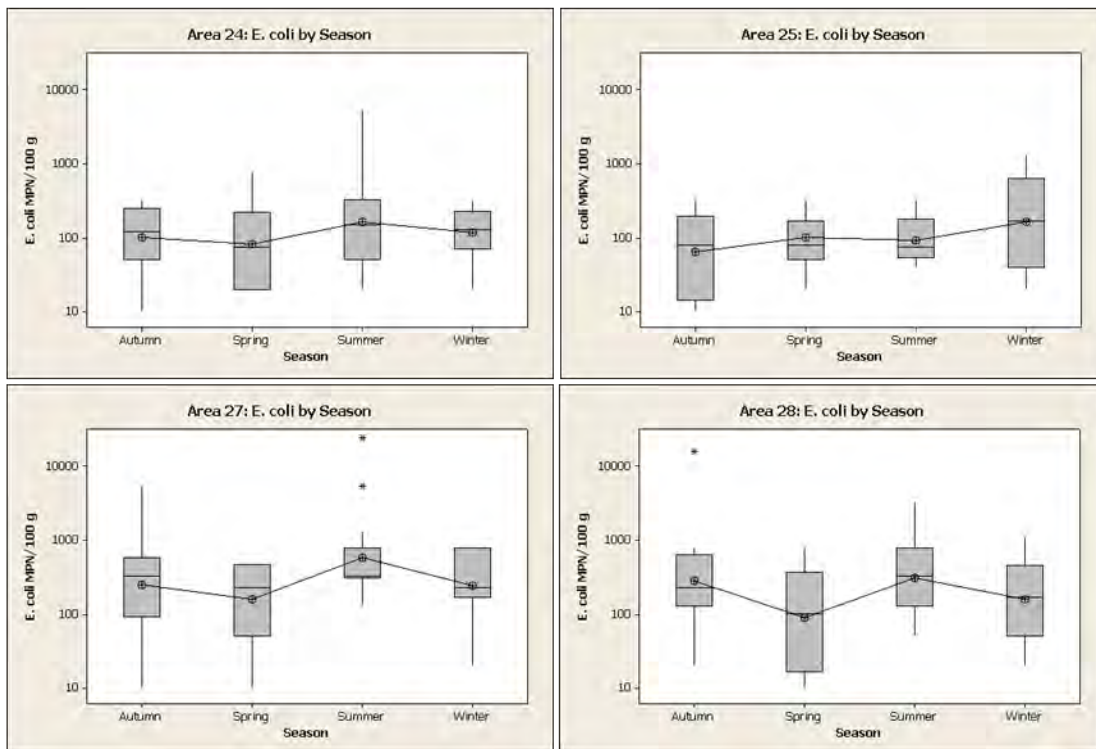 Area 24: E. coli by Season
E. coli MPN/100 g
10000
1000
100
10
Autumn Spring Summer Winter
Season
Area 25: E. coli by Season
E. coli MPN/100 g
10000
1000
100
10
Autumn Spring Summer Winter
Season
Area 27: E. coli by Season
E. coli MPN/100 g
10000
1000
100
10
Autumn Spring Summer Winter
Season
Area 28: E. coli by Season
E. coli MPN/100 g
10000
1000
100
10
Autumn Spring Summer Winter
Season